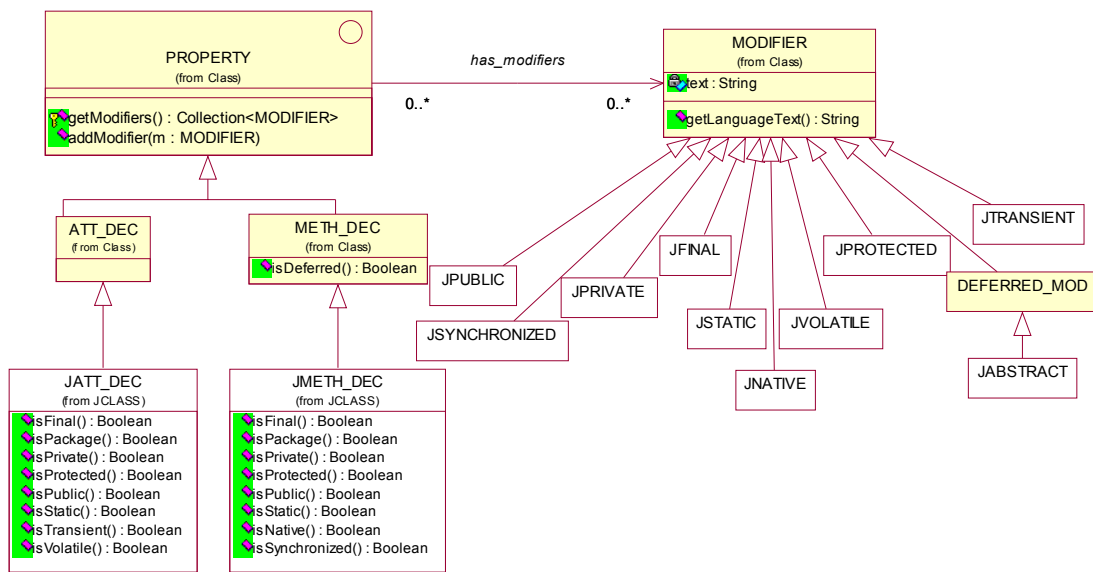 PROPERTY
(from Class)
getModifiers() : Collection<MODIFIER>
addModifier(m : MODIFIER)
has_modifiers
0..*
0..*
MODIFIER
(from Class)
text : String
getLanguageText() : String
ATT_DEC
(from Class)
METH_DEC
(from Class)
isDeferred() : Boolean
JPUBLIC
JSYNCHRONIZED
JPRIVATE
JFINAL
JSTATIC
JNATIVE
JVOLATILE
JPROTECTED
JTRANSIENT
DEFERRED_MOD
JABSTRACT
JATT_DEC
(from JCLASS)
isFinal() : Boolean
isPackage() : Boolean
isPrivate() : Boolean
isProtected() : Boolean
isPublic() : Boolean
isStatic() : Boolean
isTransient() : Boolean
isVolatile() : Boolean
JMETH_DEC
(from JCLASS)
isFinal() : Boolean
isPackage() : Boolean
isPrivate() : Boolean
isProtected() : Boolean
isPublic() : Boolean
isStatic() : Boolean
isNative() : Boolean
isSynchronized() : Boolean